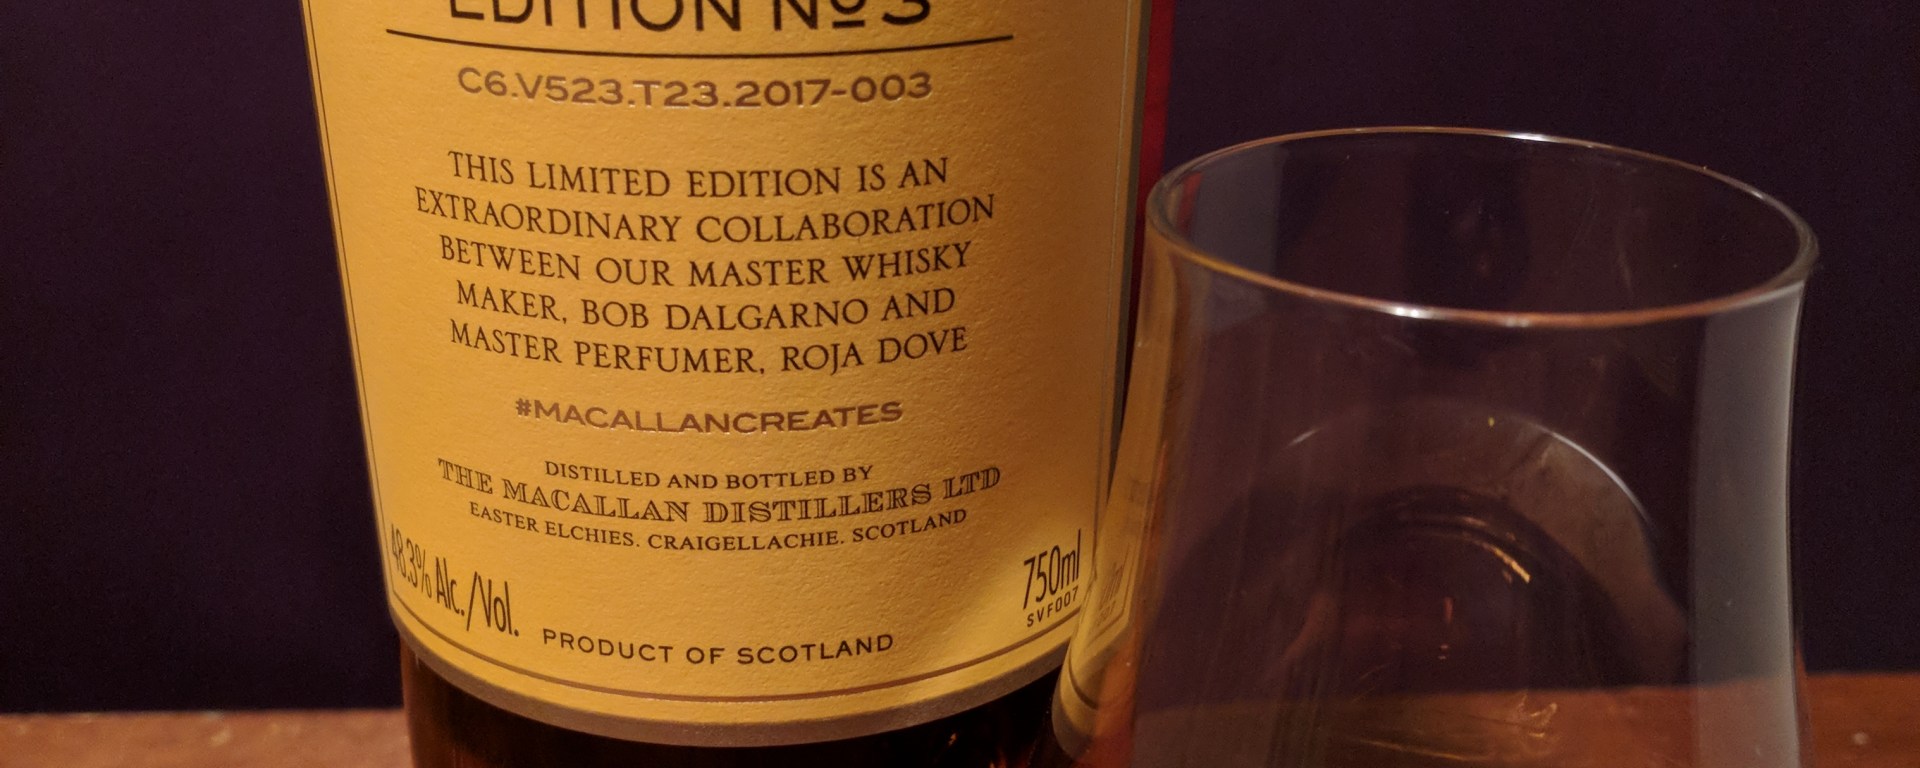 EDITION Nº3
C6.V523.T23.2017-003
THIS LIMITED EDITION IS AN
EXTRAORDINARY COLLABORATION
BETWEEN OUR MASTER WHISKY
MAKER, BOB DALGARNO AND
MASTER PERFUMER, ROJA DOVE
#MACALLANCREATES
DISTILLED AND BOTTLED BY
THE MACALLAN DISTILLERS LTD
EASTER ELCHIES. CRAIGELLACHIE. SCOTLAND
48.3% Alc./Vol.
750ml
SVF007
PRODUCT OF SCOTLAND